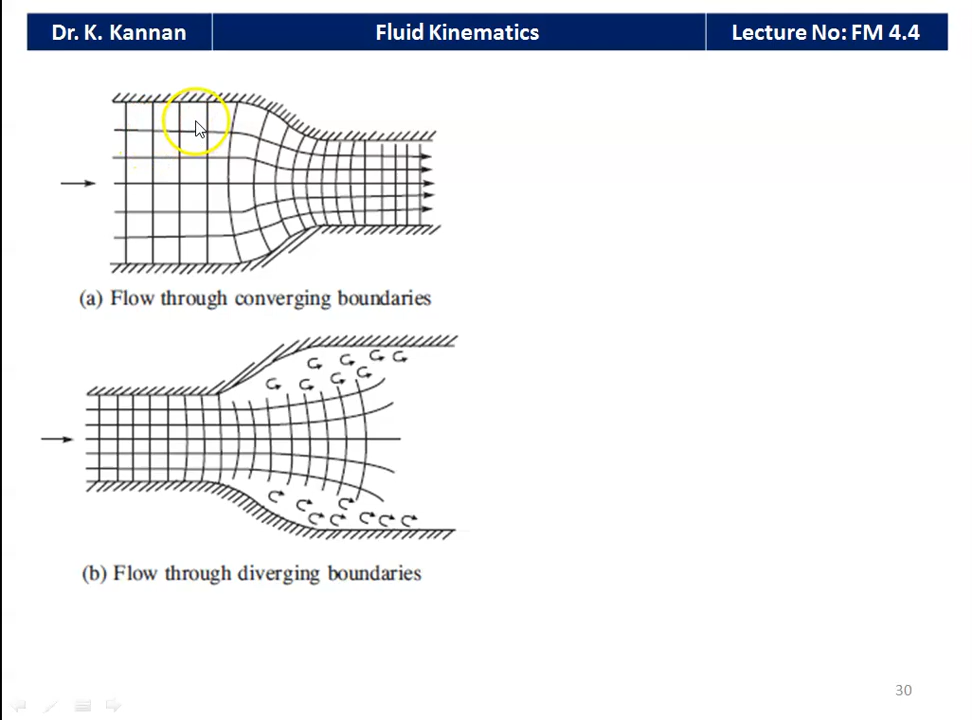 Dr. K. Kannan
Fluid Kinematics
Lecture No: FM 4.4
(a) Flow through converging boundaries
(b) Flow through diverging boundaries
30